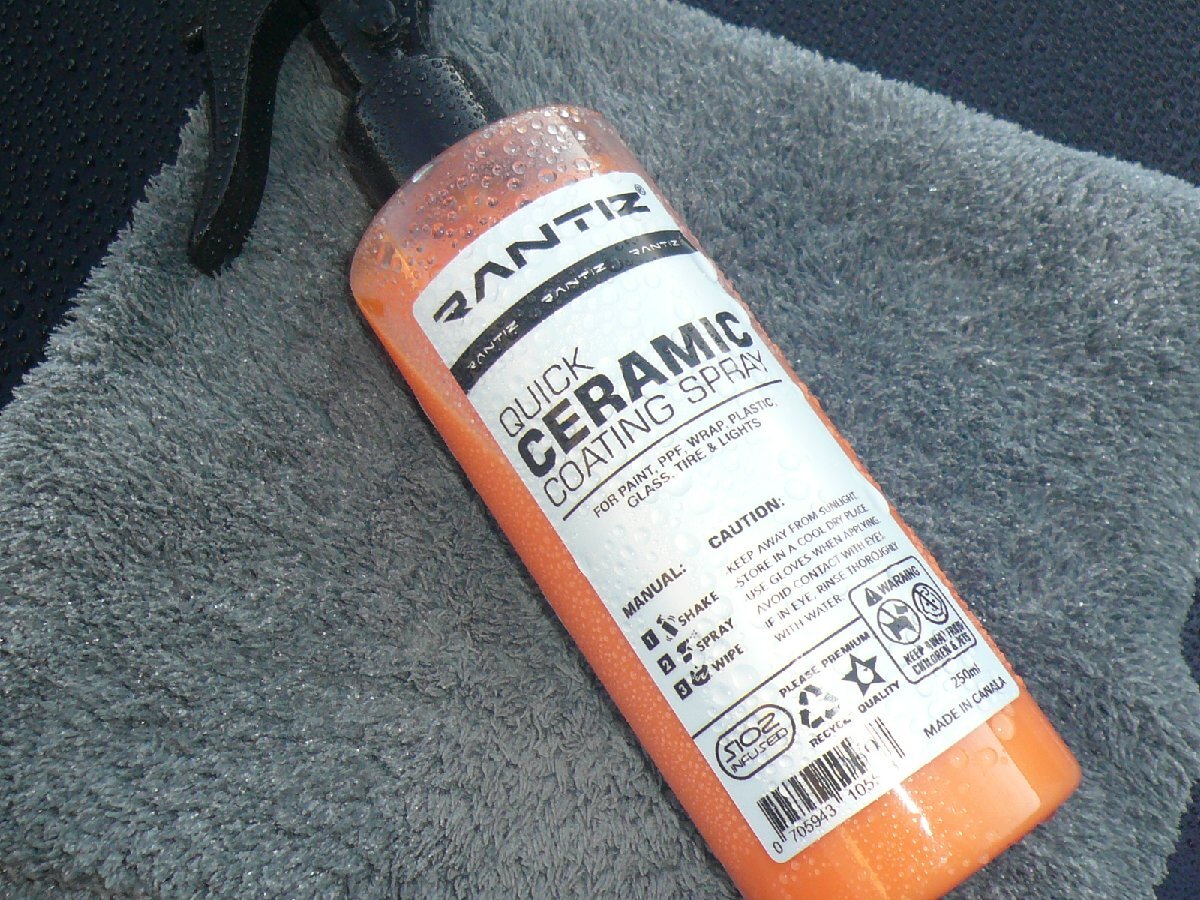 RANTIZ®
RANTIZ RANTIZ RANTIZ
QUICK
CERAMIC
COATING SPRAY
FOR PAINT, PPF, WRAP, PLASTIC,
GLASS, TIRE, & LIGHTS
MANUAL:
1 SHAKE
2 SPRAY
3 WIPE
CAUTION:
KEEP AWAY FROM SUNLIGHT.
STORE IN A COOL DRY PLACE
USE GLOVES WHEN APPLYING.
AVOID CONTACT WITH EYES
IF IN EYE, RINSE THOROUGHLY
WITH WATER
WARNING
KEEP AWAY FROM
CHILDREN & PETS
SIO2
INFUSED
PLEASE
RECYCLE
PREMIUM
QUALITY
250ml
MADE IN CANADA
0 705943 105